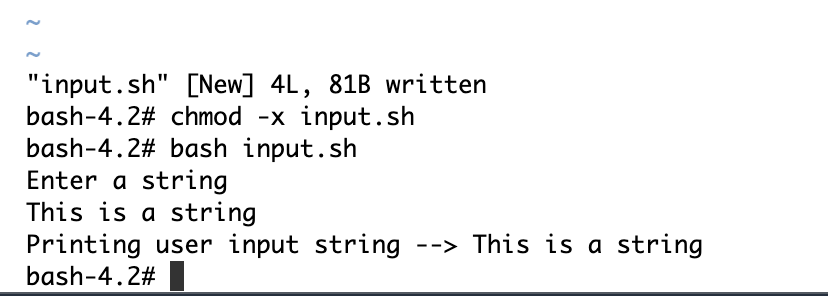 ~
~
"input.sh" [New] 4L, 81B written
bash-4.2# chmod -x input.sh
bash-4.2# bash input.sh
Enter a string
This is a string
Printing user input string --> This is a string
bash-4.2#